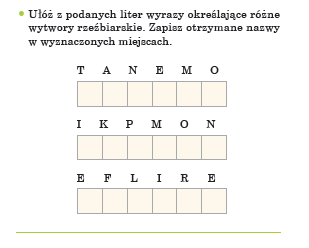 Ułóż z podanych liter wyrazy określające różne
wytwory rzeźbiarskie. Zapisz otrzymane nazwy
w wyznaczonych miejscach.
T A N E M O
I K P M O N
E F L I R E